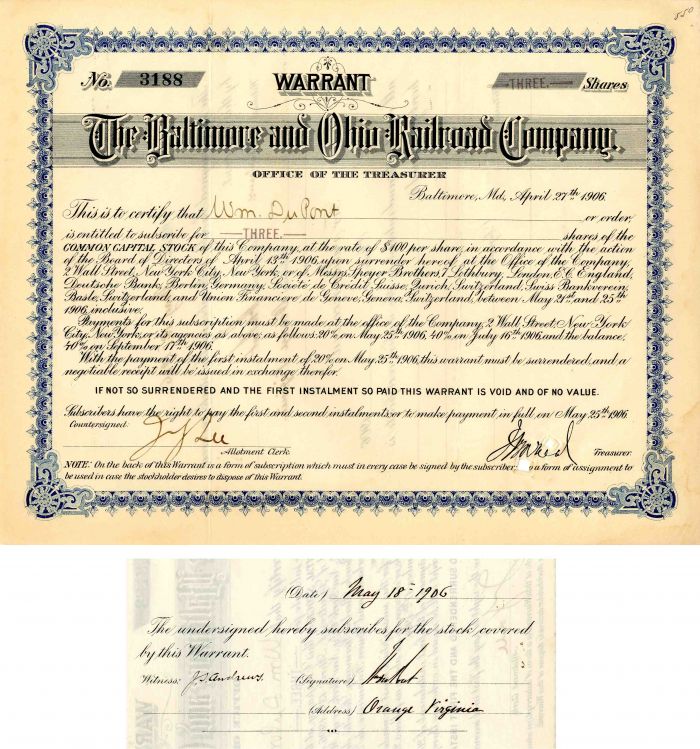 550
No. 3188 WARRANT THREE. Shares
The Baltimore and Ohio Railroad Company.
OFFICE OF THE TREASURER
Baltimore, Md., April 27th 1906.
This is to certify that Wm. DuPont or order,
is entitled to subscribe for THREE. shares of the
COMMON CAPITAL STOCK of this Company, at the rate of $100 per share, in accordance with the action
of the Board of Directors of April 13th 1906, upon surrender hereof, at the Office of the Company,
2 Wall Street, New York City, New York, or of Messrs Speyer Brothers, 7 Lothbury, London, E.C. England,
Deutsche Bank, Berlin, Germany, Societè de Crédit Suisse, Zurich, Switzerland, Swiss Bankverein,
Basle, Switzerland, and Union Financiere de Geneve, Geneva, Switzerland, between May 21st and 25th
1906, inclusive.
Payments for this subscription must be made at the office of the Company, 2 Wall Street, New York
City, New York, or its agencies as above, as follows: 20% on May 25th 1906, 40% on July 16th 1906, and the balance,
40% on September 17th 1906.
With the payment of the first instalment of 20% on May 25th 1906, this warrant must be surrendered, and a
negotiable receipt will be issued in exchange therefor.
IF NOT SO SURRENDERED AND THE FIRST INSTALMENT SO PAID THIS WARRANT IS VOID AND OF NO VALUE.
Subscribers have the right to pay the first and second instalments, or to make payment in full, on May 25th 1906.
Countersigned:
Lee
Allotment Clerk. Treasurer.
NOTE: On the back of this Warrant is a form of subscription which must in every case be signed by the subscriber; a form of assignment to
be used in case the stockholder desires to dispose of this Warrant.
(Date) May 18th 1906
The undersigned hereby subscribes for the stock covered
by this Warrant.
Witness: J S Andrews. (Signature)
(Address) Orange Virginia